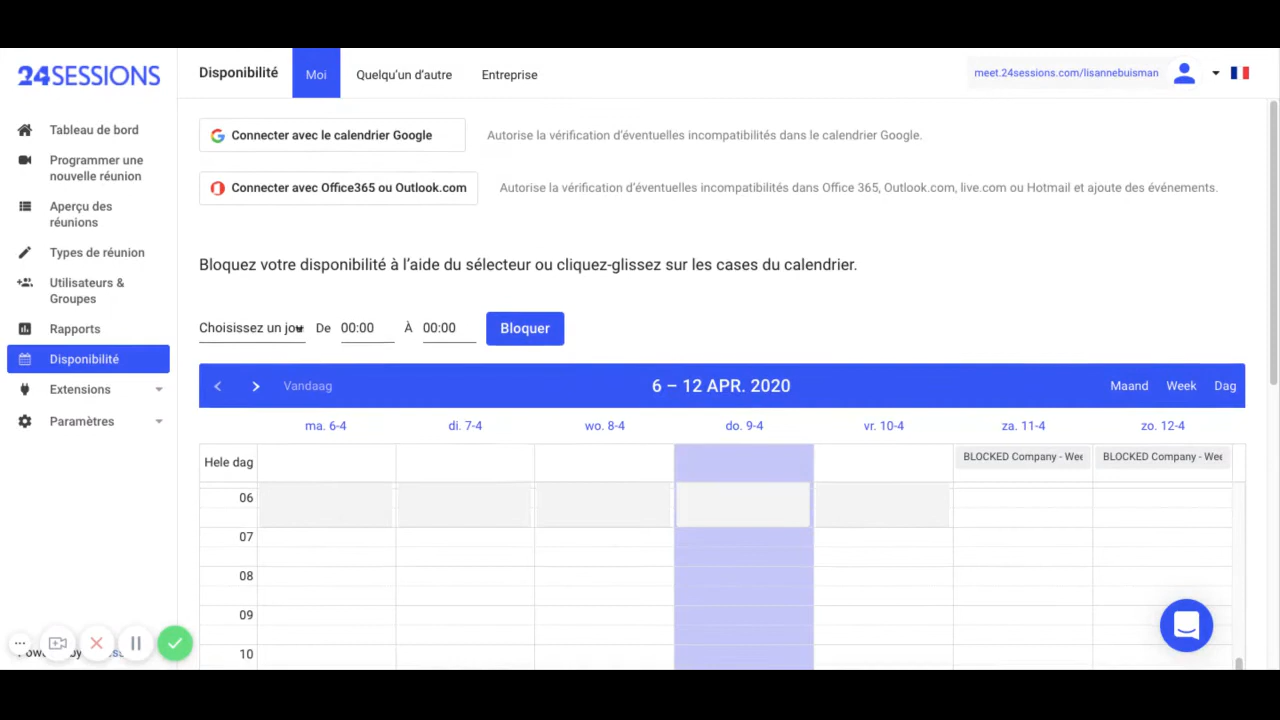 24SESSIONS
Disponibilité
Moi
Quelqu'un d'autre
Entreprise
meet.24sessions.com/lisannebuisman
Tableau de bord
Programmer une
nouvelle réunion
Aperçu des
réunions
Types de réunion
Utilisateurs &
Groupes
Rapports
Disponibilité
Extensions
Paramètres
Connecter avec le calendrier Google
Autorise la vérification d'éventuelles incompatibilités dans le calendrier Google.
Connecter avec Office365 ou Outlook.com
Autorise la vérification d'éventuelles incompatibilités dans Office 365, Outlook.com, live.com ou Hotmail et ajoute des événements.
Bloquez votre disponibilité à l'aide du sélecteur ou cliquez-glissez sur les cases du calendrier.
Choisissez un jou De 00:00 À 00:00 Bloquer
Vandaag 6 – 12 APR. 2020 Maand Week Dag
ma. 6-4 di. 7-4 wo. 8-4 do. 9-4 vr. 10-4 za. 11-4 zo. 12-4
Hele dag BLOCKED Company - Wee BLOCKED Company - Wee
06
07
08
09
10